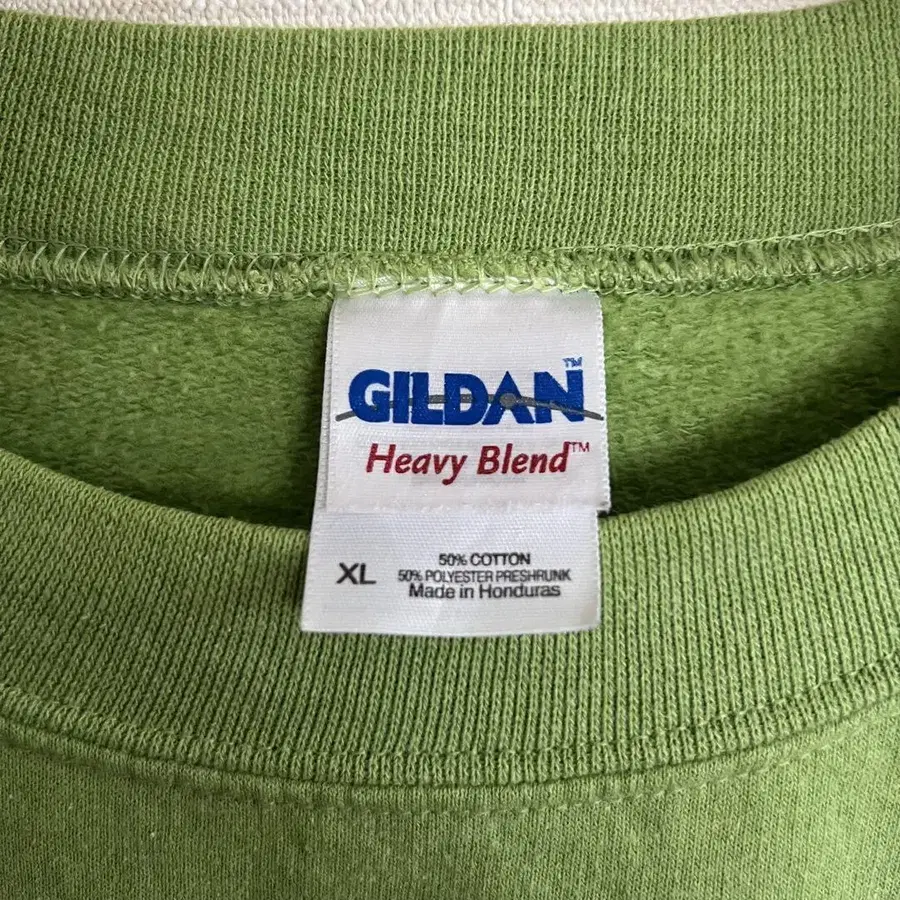 GILDAN™
Heavy Blend™
XL
50% COTTON
50% POLYESTER PRESHRUNK
Made in Honduras